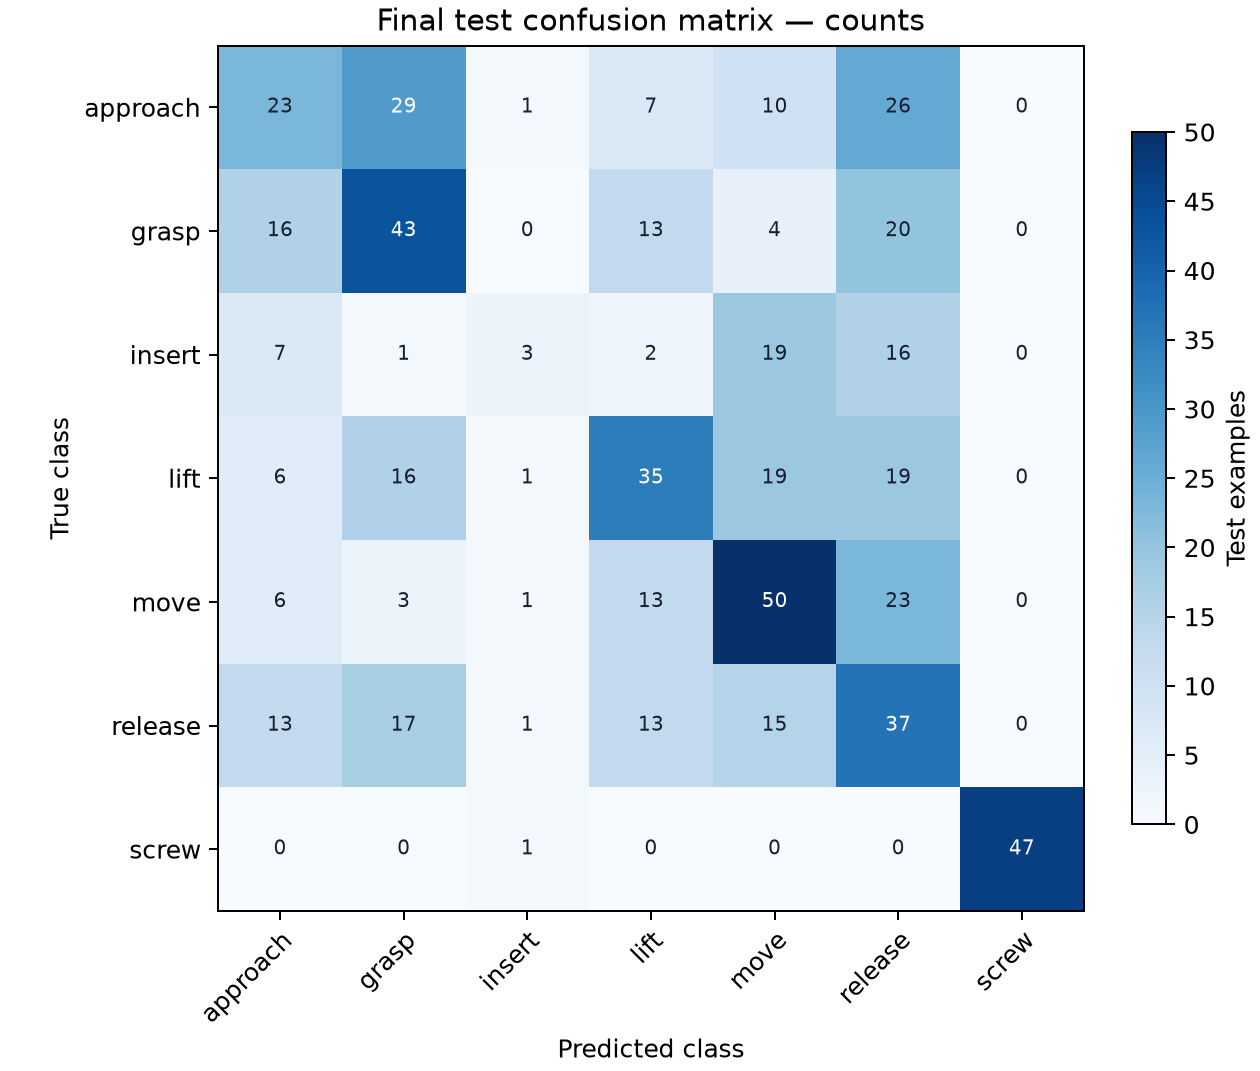 Final test confusion matrix — counts
approach 23 29 1 7 10 26 0
grasp 16 43 0 13 4 20 0
insert 7 1 3 2 19 16 0
lift 6 16 1 35 19 19 0
move 6 3 1 13 50 23 0
release 13 17 1 13 15 37 0
screw 0 0 1 0 0 0 47
approach grasp insert lift move release screw
Predicted class
True class
50
45
40
35
30
25
20
15
10
5
0
Test examples